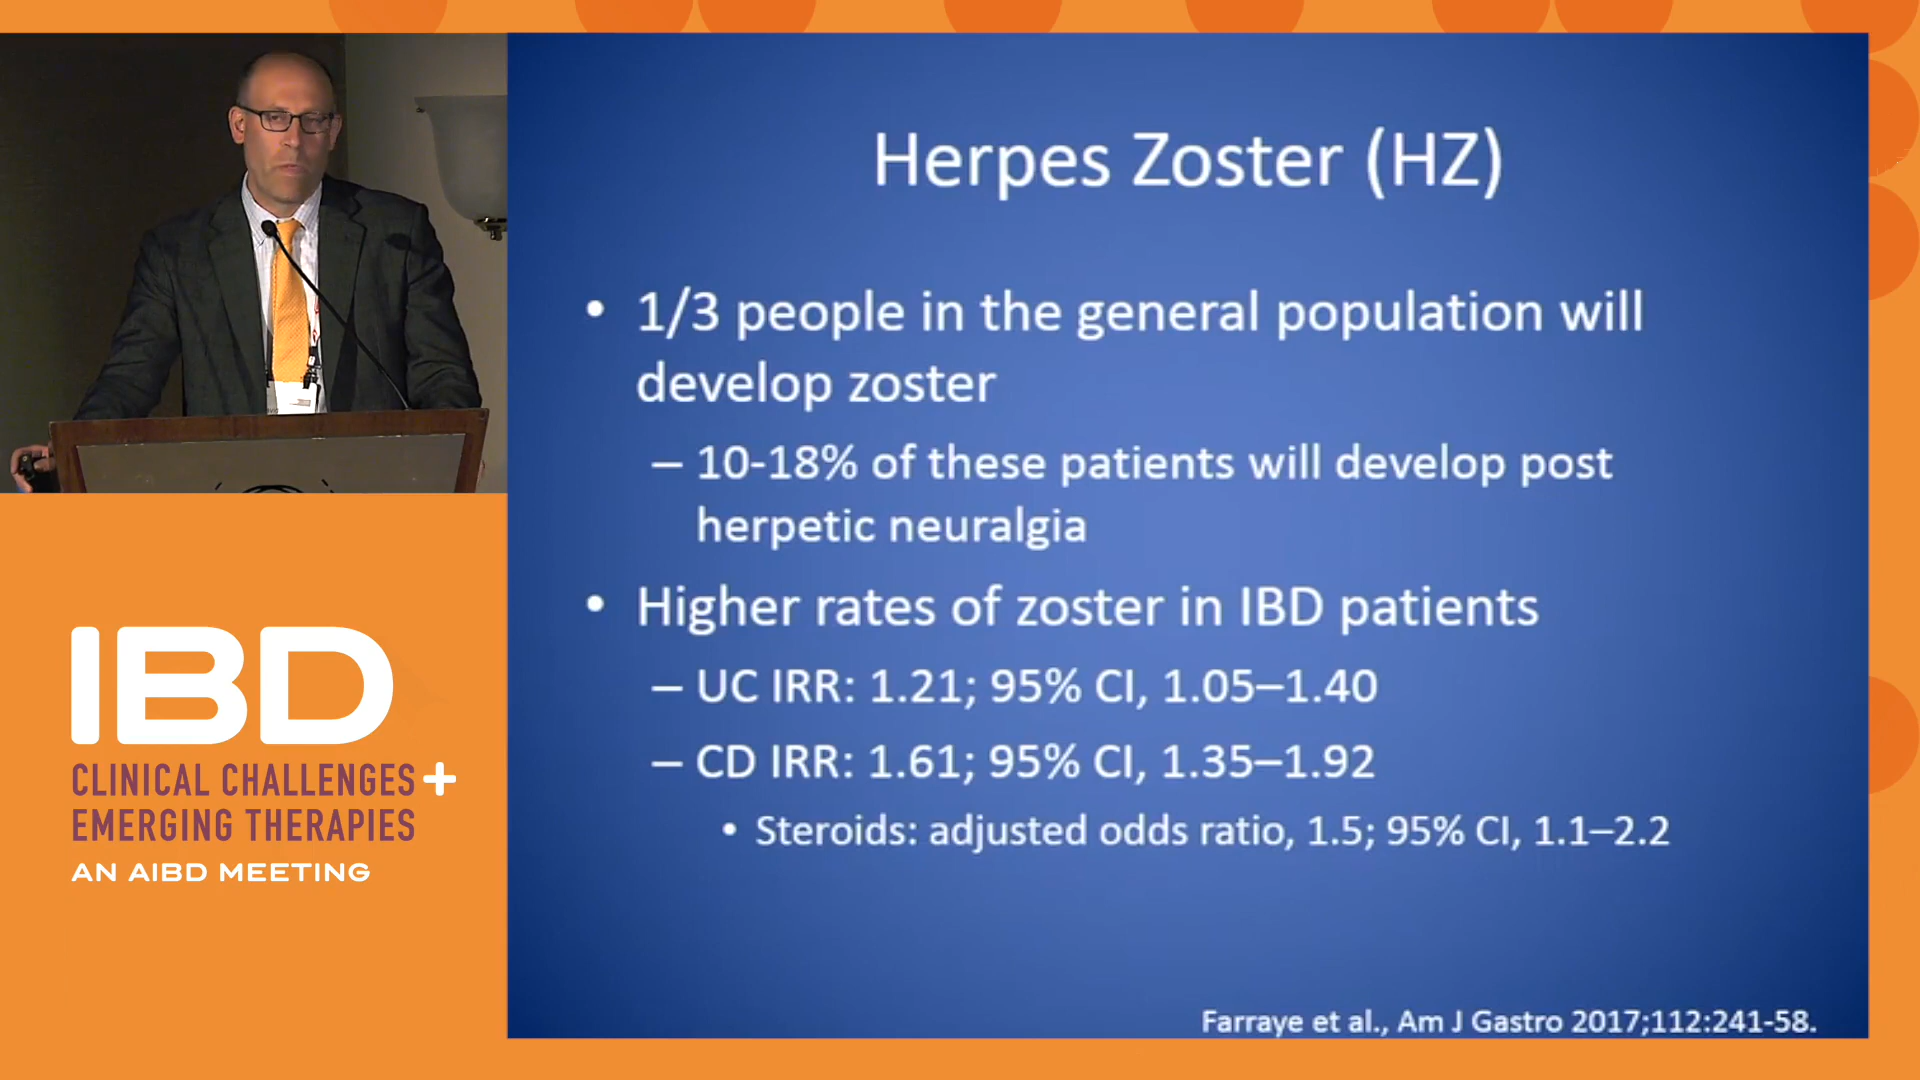 Herpes Zoster (HZ)
• 1/3 people in the general population will
develop zoster
– 10-18% of these patients will develop post
herpetic neuralgia
• Higher rates of zoster in IBD patients
– UC IRR: 1.21; 95% CI, 1.05–1.40
– CD IRR: 1.61; 95% CI, 1.35–1.92
• Steroids: adjusted odds ratio, 1.5; 95% CI, 1.1–2.2
Farraye et al., Am J Gastro 2017;112:241-58.
IBD
CLINICAL CHALLENGES +
EMERGING THERAPIES
AN AIBD MEETING